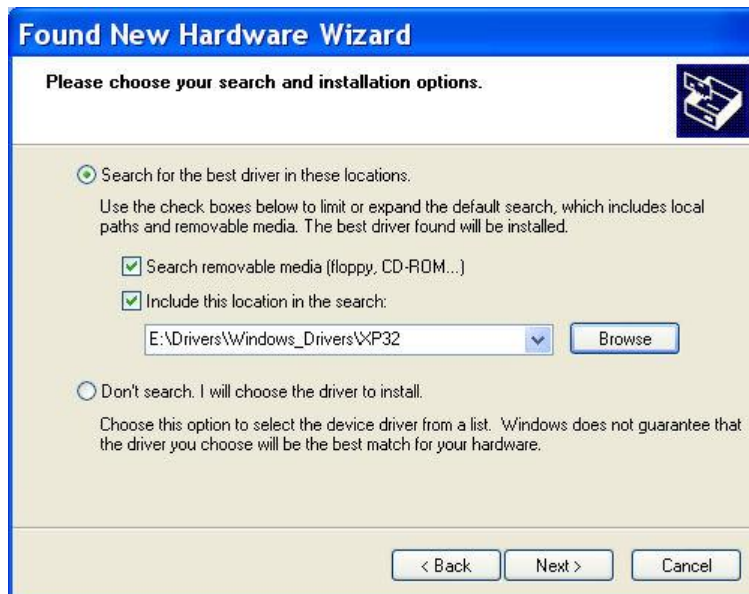 Found New Hardware Wizard
Please choose your search and installation options.
Search for the best driver in these locations.
Use the check boxes below to limit or expand the default search, which includes local
paths and removable media. The best driver found will be installed.
Search removable media (floppy, CD-ROM...)
Include this location in the search:
E:\Drivers\Windows_Drivers\XP32
Browse
Don't search. I will choose the driver to install.
Choose this option to select the device driver from a list. Windows does not guarantee that
the driver you choose will be the best match for your hardware.
< Back Next > Cancel